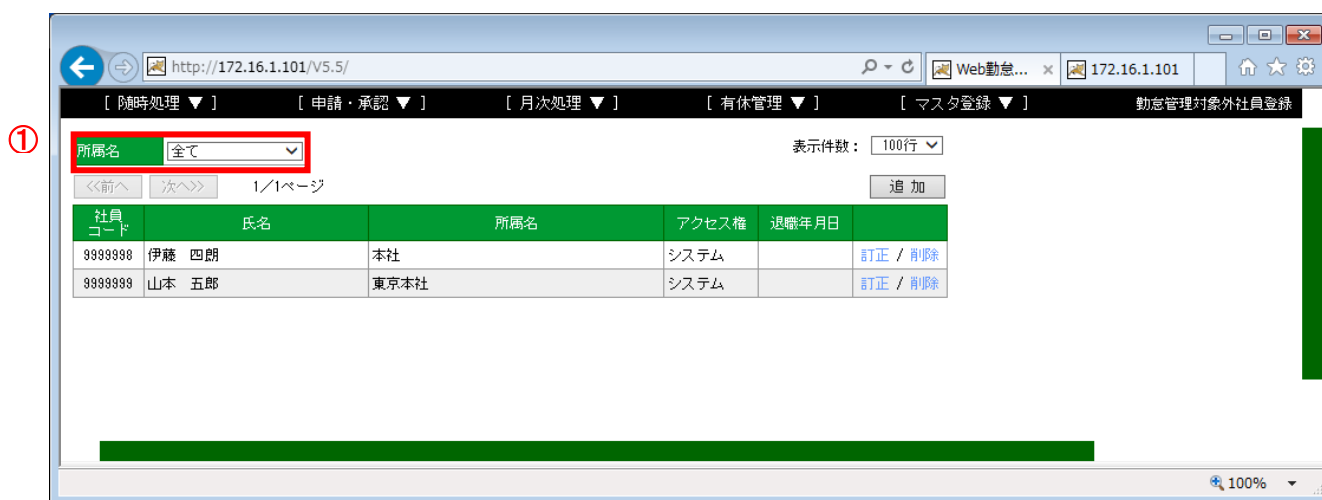 http://172.16.1.101/V5.5/ Web勤怠... × 172.16.1.101
[ 随時処理 ▼ ] [ 申請・承認 ▼ ] [ 月次処理 ▼ ] [ 有休管理 ▼ ] [ マスタ登録 ▼ ] 勤怠管理対象外社員登録
① 所属名 全て 表示件数： 100行
<<前へ 次へ>> 1／1ページ 追 加
社員コード 氏名 所属名 アクセス権 退職年月日
9999998 伊藤 四朗 本社 システム 訂正 / 削除
9999999 山本 五郎 東京本社 システム 訂正 / 削除
100%